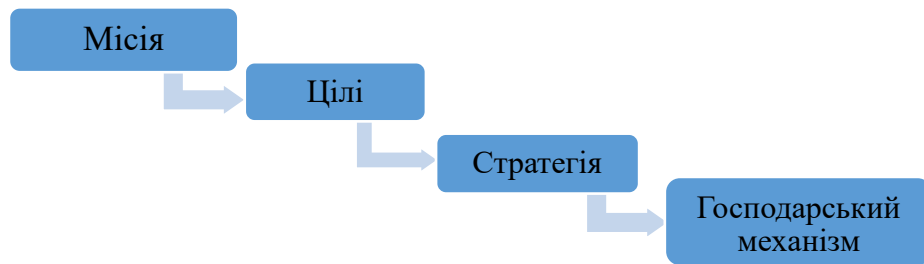 Місія
Цілі
Стратегія
Господарський
механізм